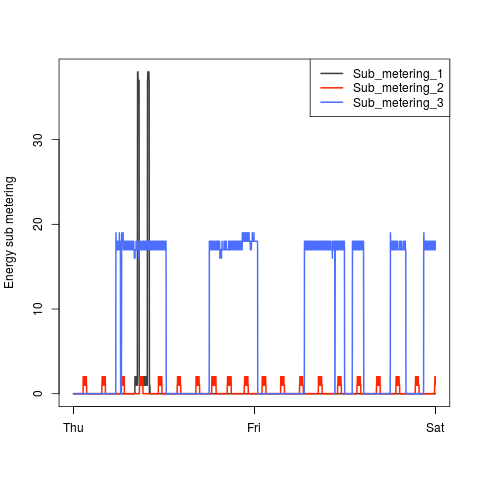 Sub_metering_1
Sub_metering_2
Sub_metering_3
Energy sub metering
30
20
10
0
Thu Fri Sat